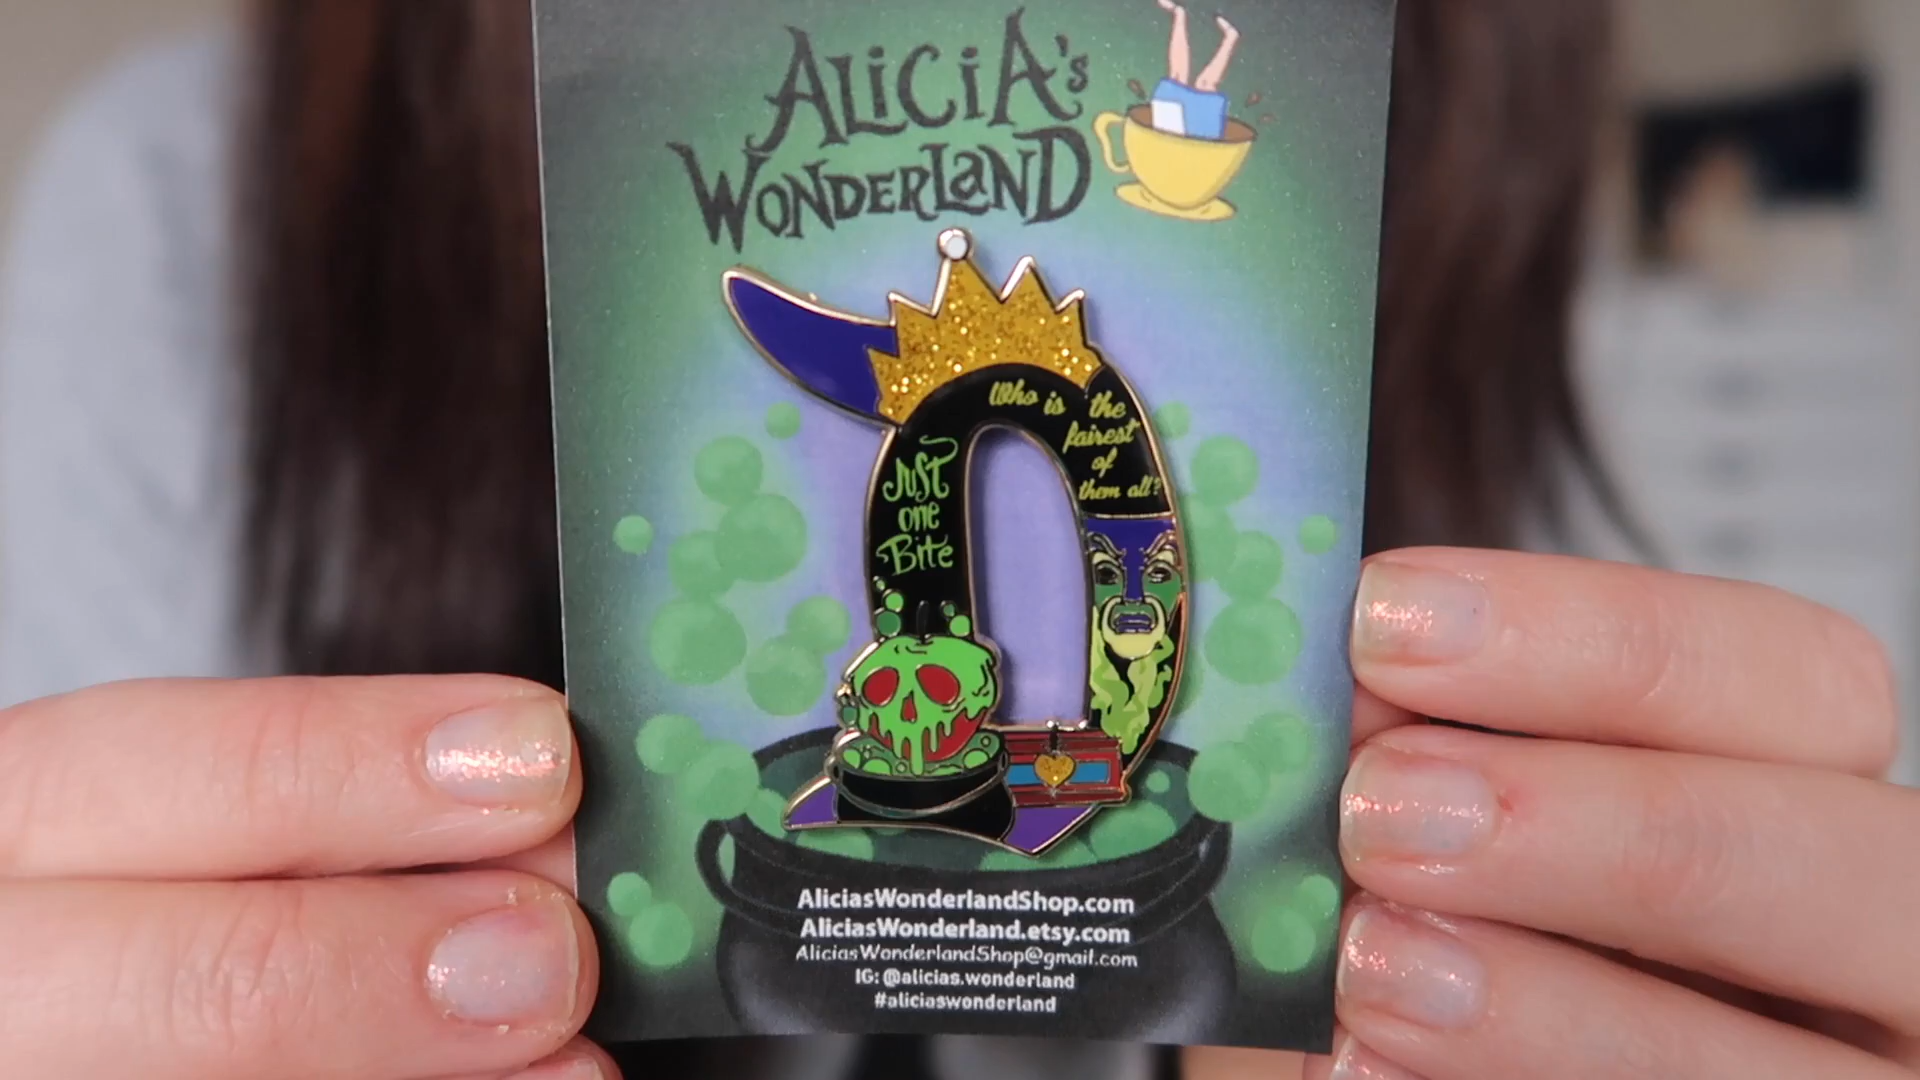 ALiCiA's
WONDERLaND
Who is the
fairest
of
them all?
Just
one
Bite
AliciasWonderlandShop.com
AliciasWonderland.etsy.com
AliciasWonderlandShop@gmail.com
IG: @alicias.wonderland
#aliciaswonderland